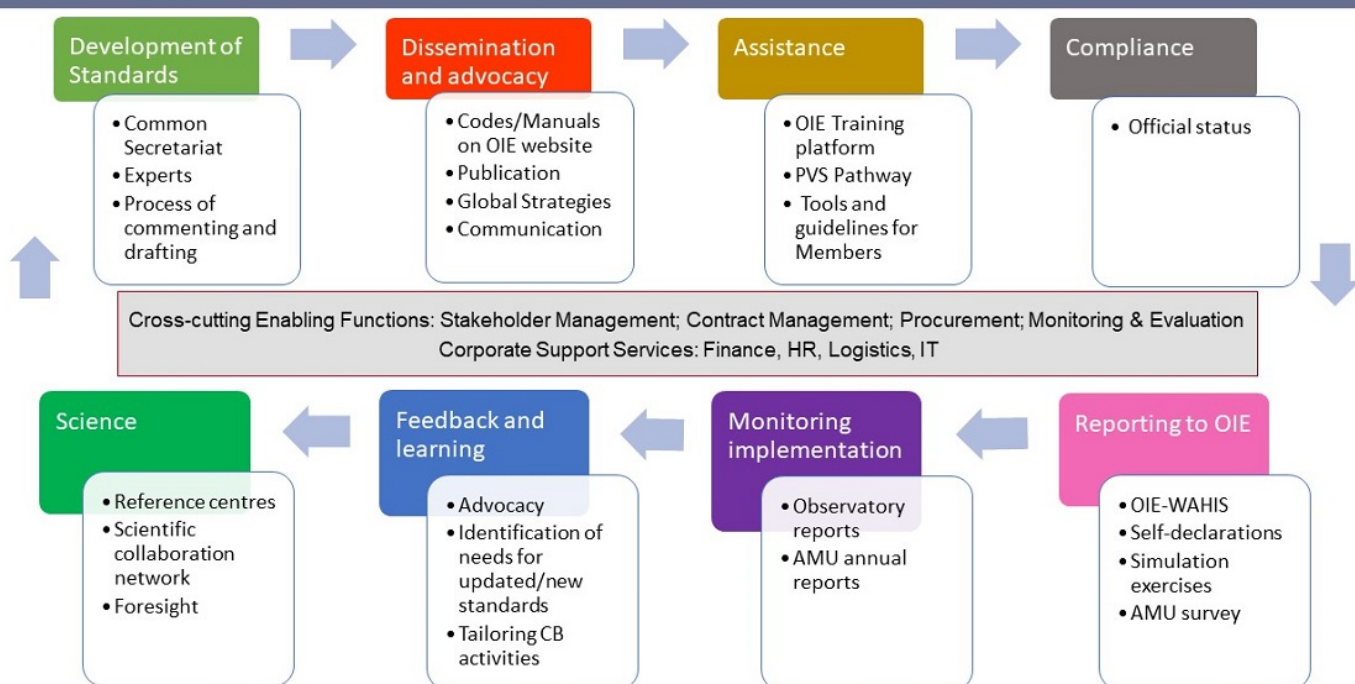 Development of
Standards
• Common
Secretariat
• Experts
• Process of
commenting and
drafting
Dissemination
and advocacy
• Codes/Manuals
on OIE website
• Publication
• Global Strategies
• Communication
Assistance
• OIE Training
platform
• PVS Pathway
• Tools and
guidelines for
Members
Compliance
• Official status
Cross-cutting Enabling Functions: Stakeholder Management; Contract Management; Procurement; Monitoring & Evaluation
Corporate Support Services: Finance, HR, Logistics, IT
Science
• Reference centres
• Scientific
collaboration
network
• Foresight
Feedback and
learning
• Advocacy
• Identification of
needs for
updated/new
standards
• Tailoring CB
activities
Monitoring
implementation
• Observatory
reports
• AMU annual
reports
Reporting to OIE
• OIE-WAHIS
• Self-declarations
• Simulation
exercises
• AMU survey